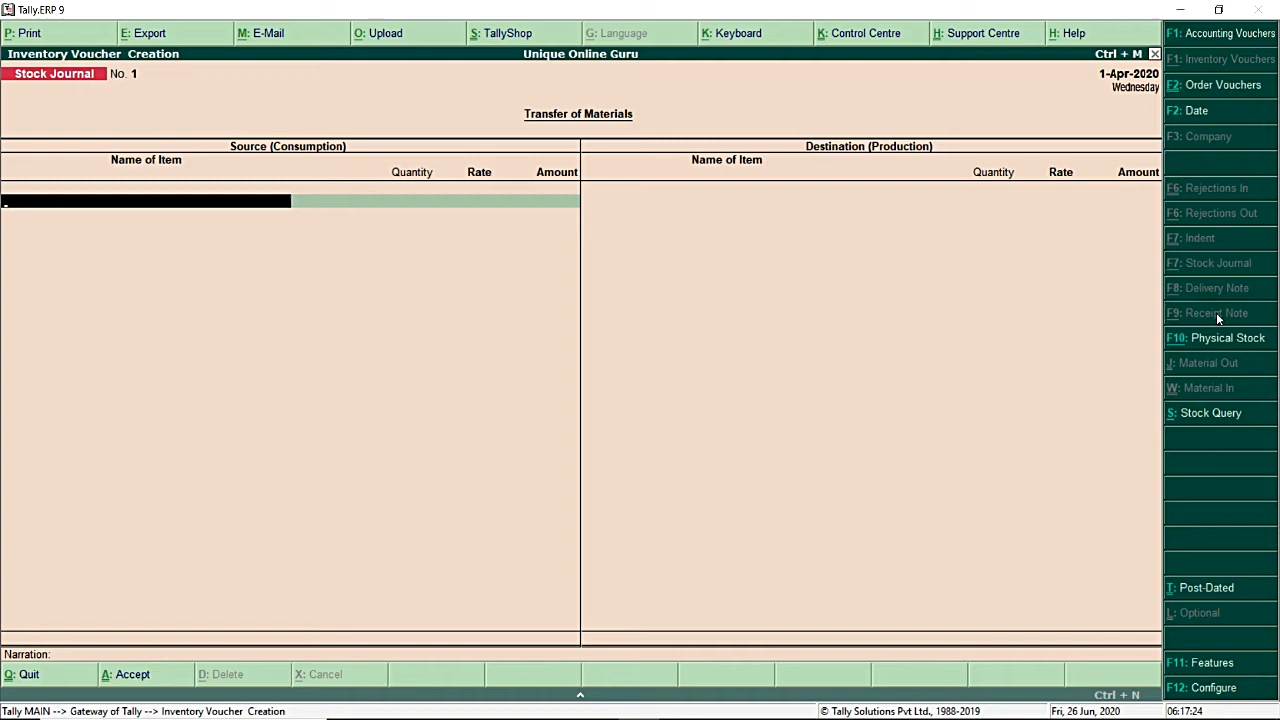 Tally.ERP 9
P: Print E: Export M: E-Mail O: Upload S: TallyShop G: Language K: Keyboard K: Control Centre H: Support Centre H: Help
Inventory Voucher Creation Unique Online Guru Ctrl + M
Stock Journal No. 1 1-Apr-2020
Wednesday
Transfer of Materials
Source (Consumption) Destination (Production)
Name of Item Name of Item
Quantity Rate Amount Quantity Rate Amount
F1: Accounting Vouchers
F1: Inventory Vouchers
F2: Order Vouchers
F2: Date
F3: Company
F6: Rejections In
F6: Rejections Out
F7: Indent
F7: Stock Journal
F8: Delivery Note
F9: Receipt Note
F10: Physical Stock
J: Material Out
W: Material In
S: Stock Query
T: Post-Dated
L: Optional
F11: Features
F12: Configure
Narration:
Q: Quit A: Accept D: Delete X: Cancel
Ctrl + N
Tally MAIN --> Gateway of Tally --> Inventory Voucher Creation © Tally Solutions Pvt Ltd., 1988-2019 Fri, 26 Jun, 2020 06:17:24